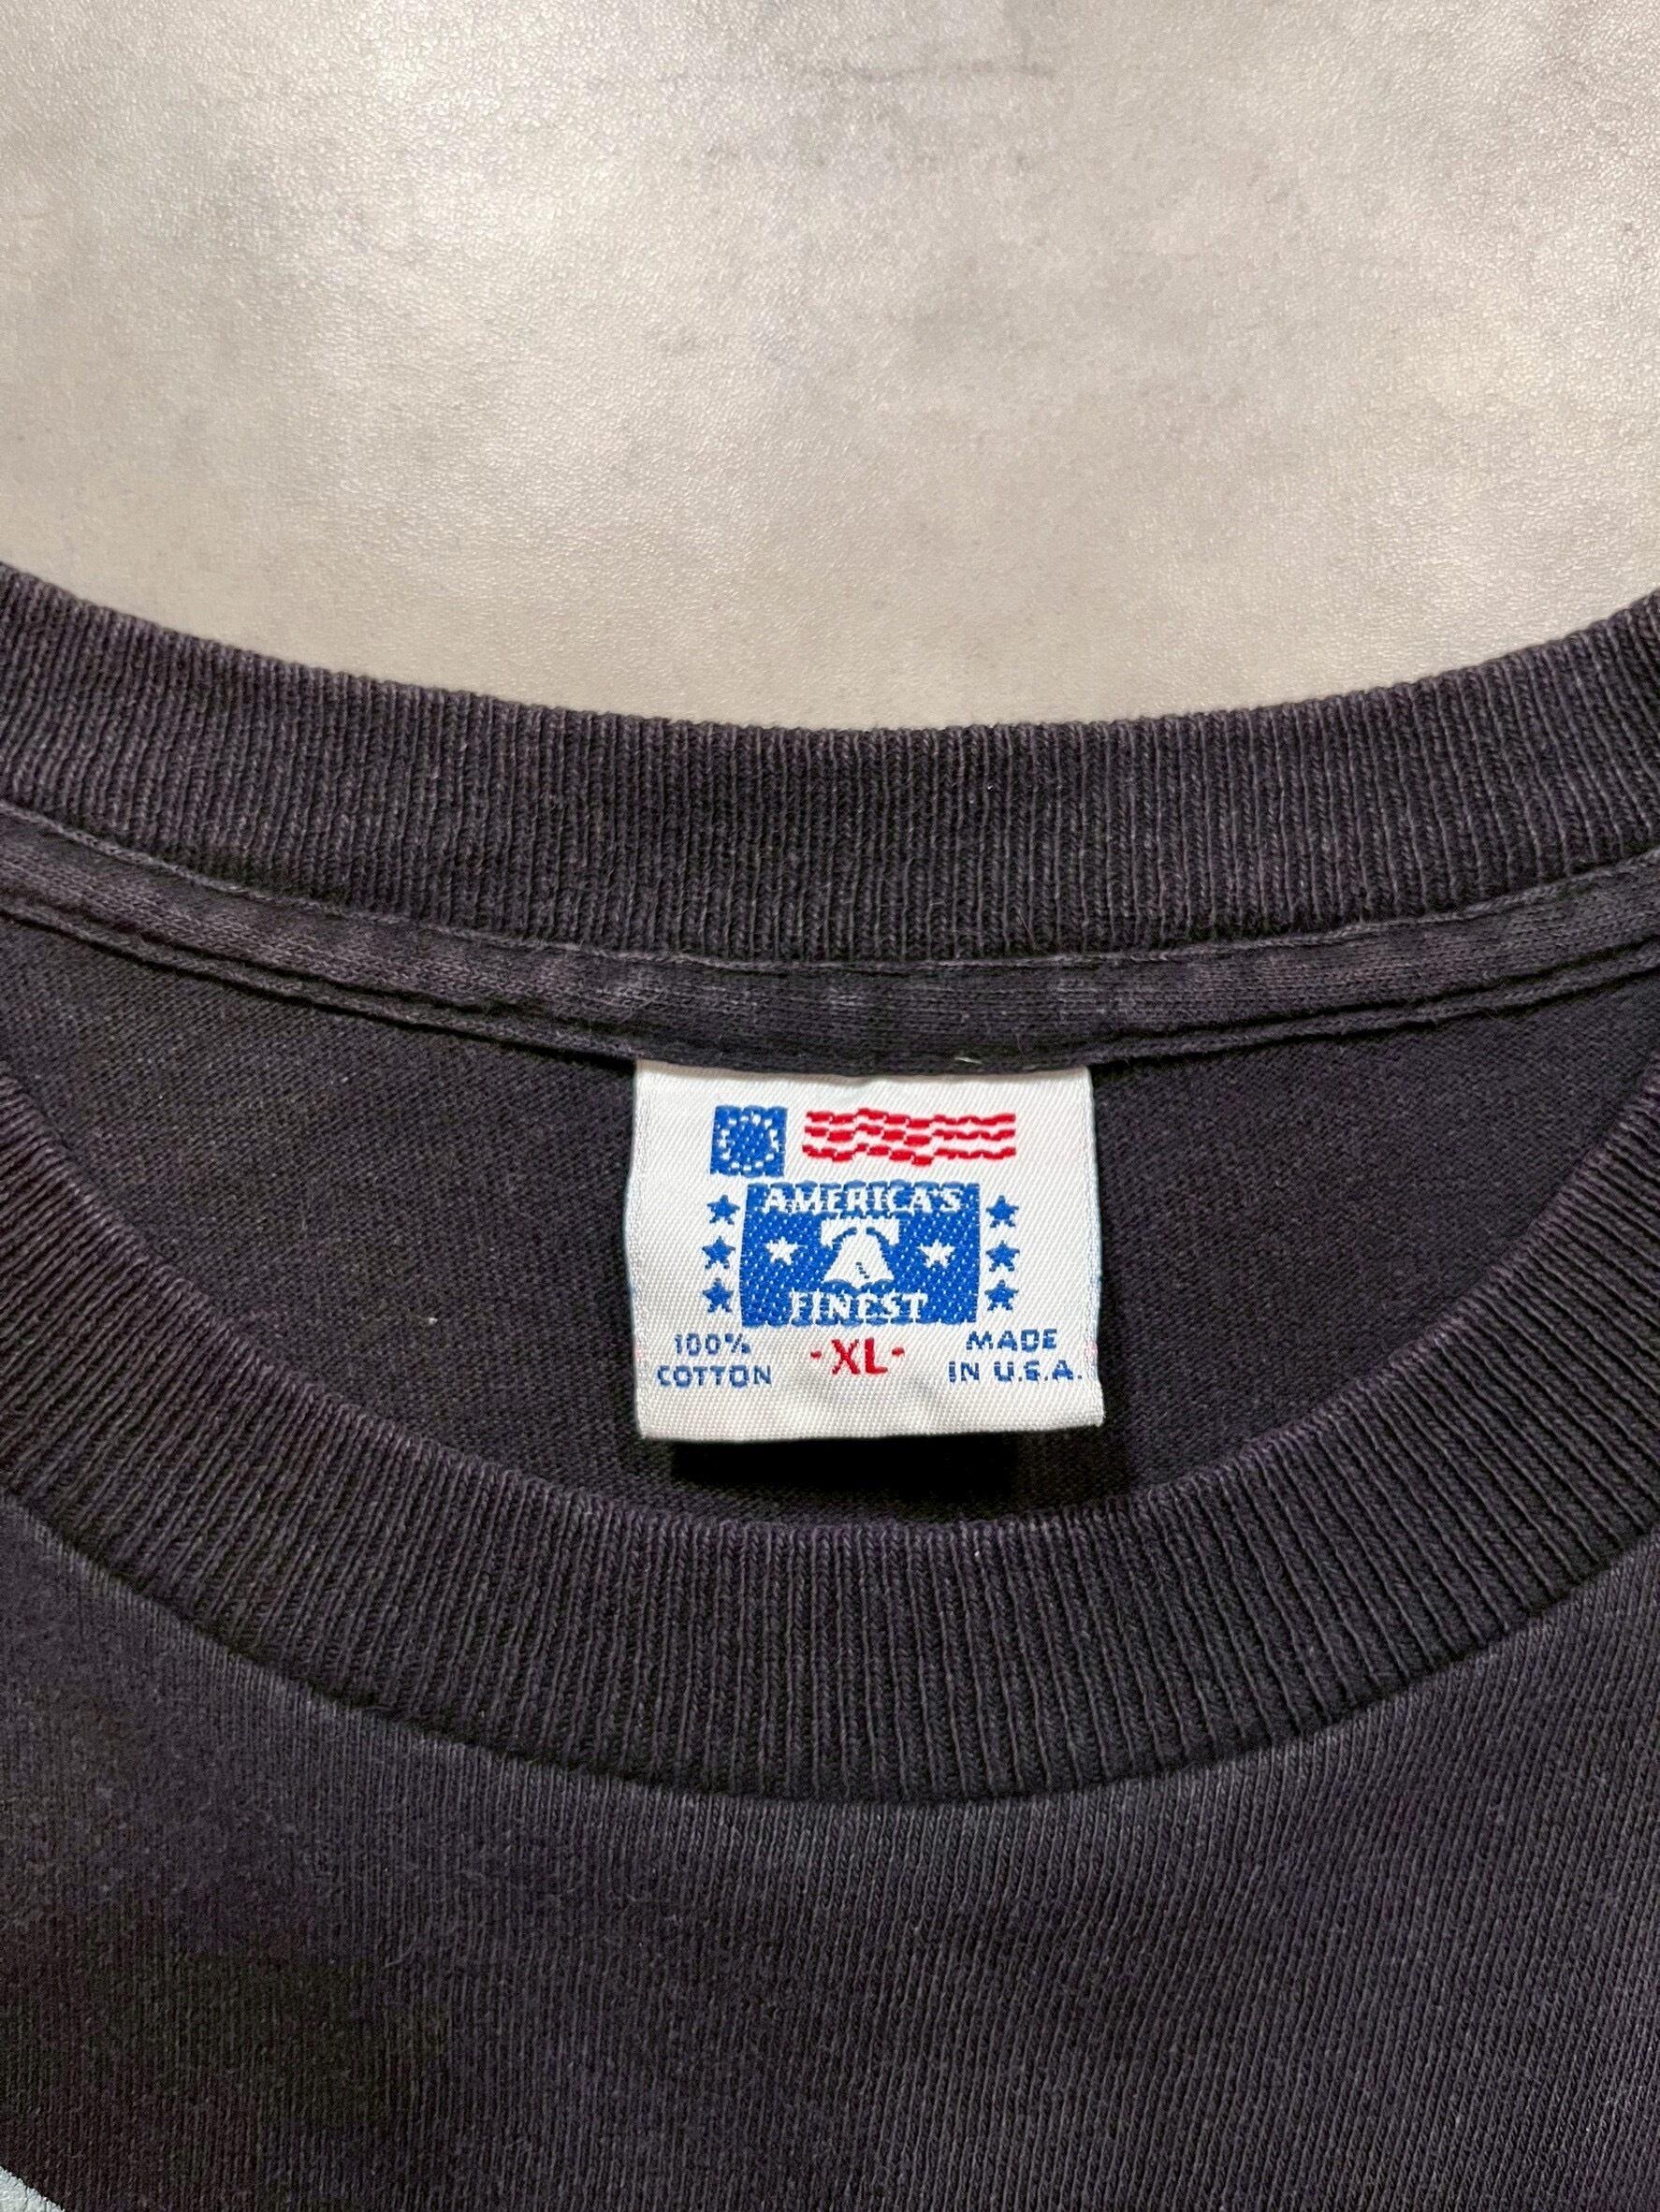 AMERICA'S
FINEST
100% -XL- MADE
COTTON IN U.S.A.